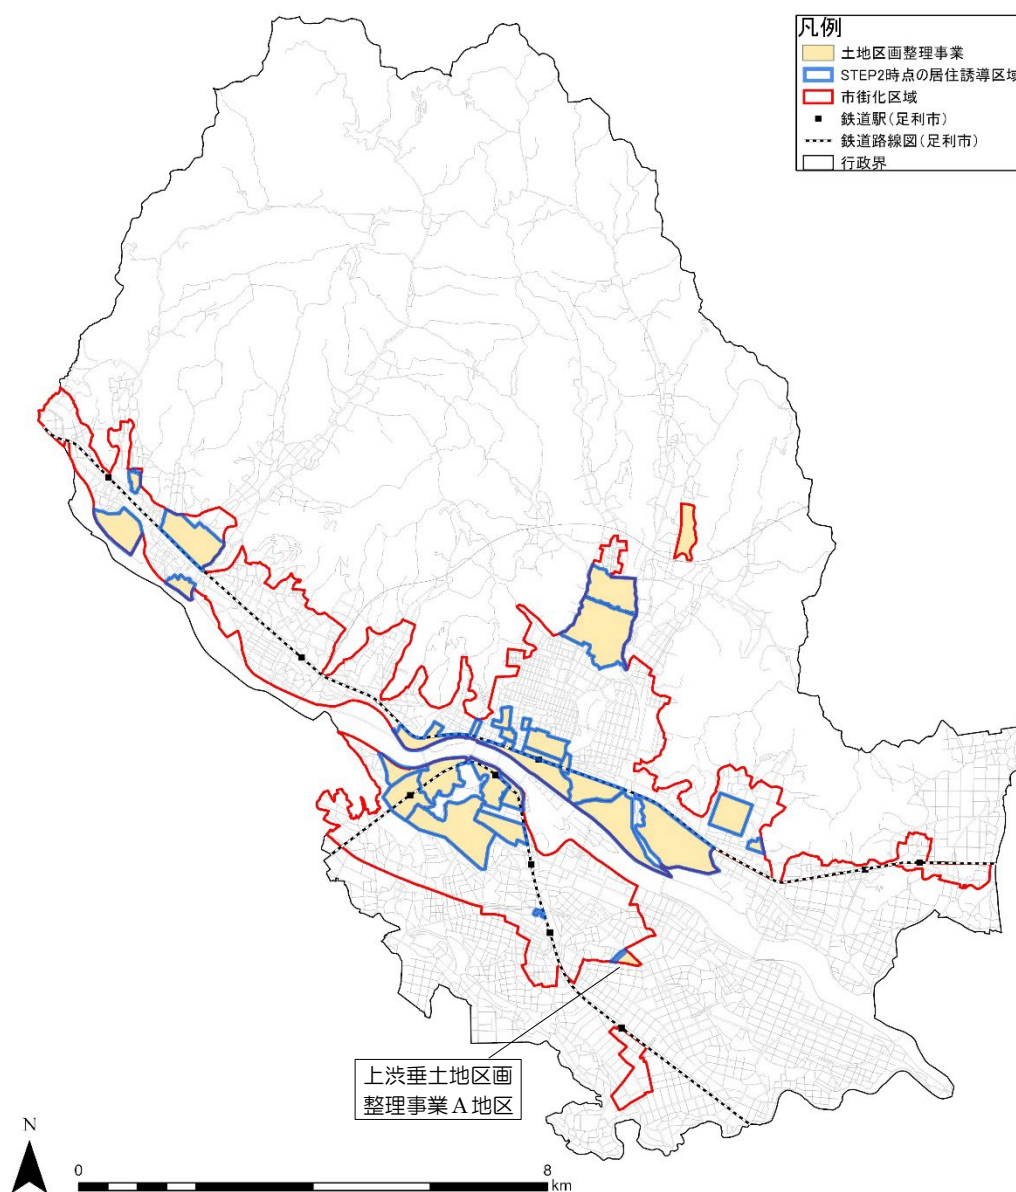 凡例
土地区画整理事業
STEP2時点の居住誘導区域
市街化区域
鉄道駅(足利市)
鉄道路線図(足利市)
行政界
上渋垂土地区画
整理事業A地区
N
0 8
km